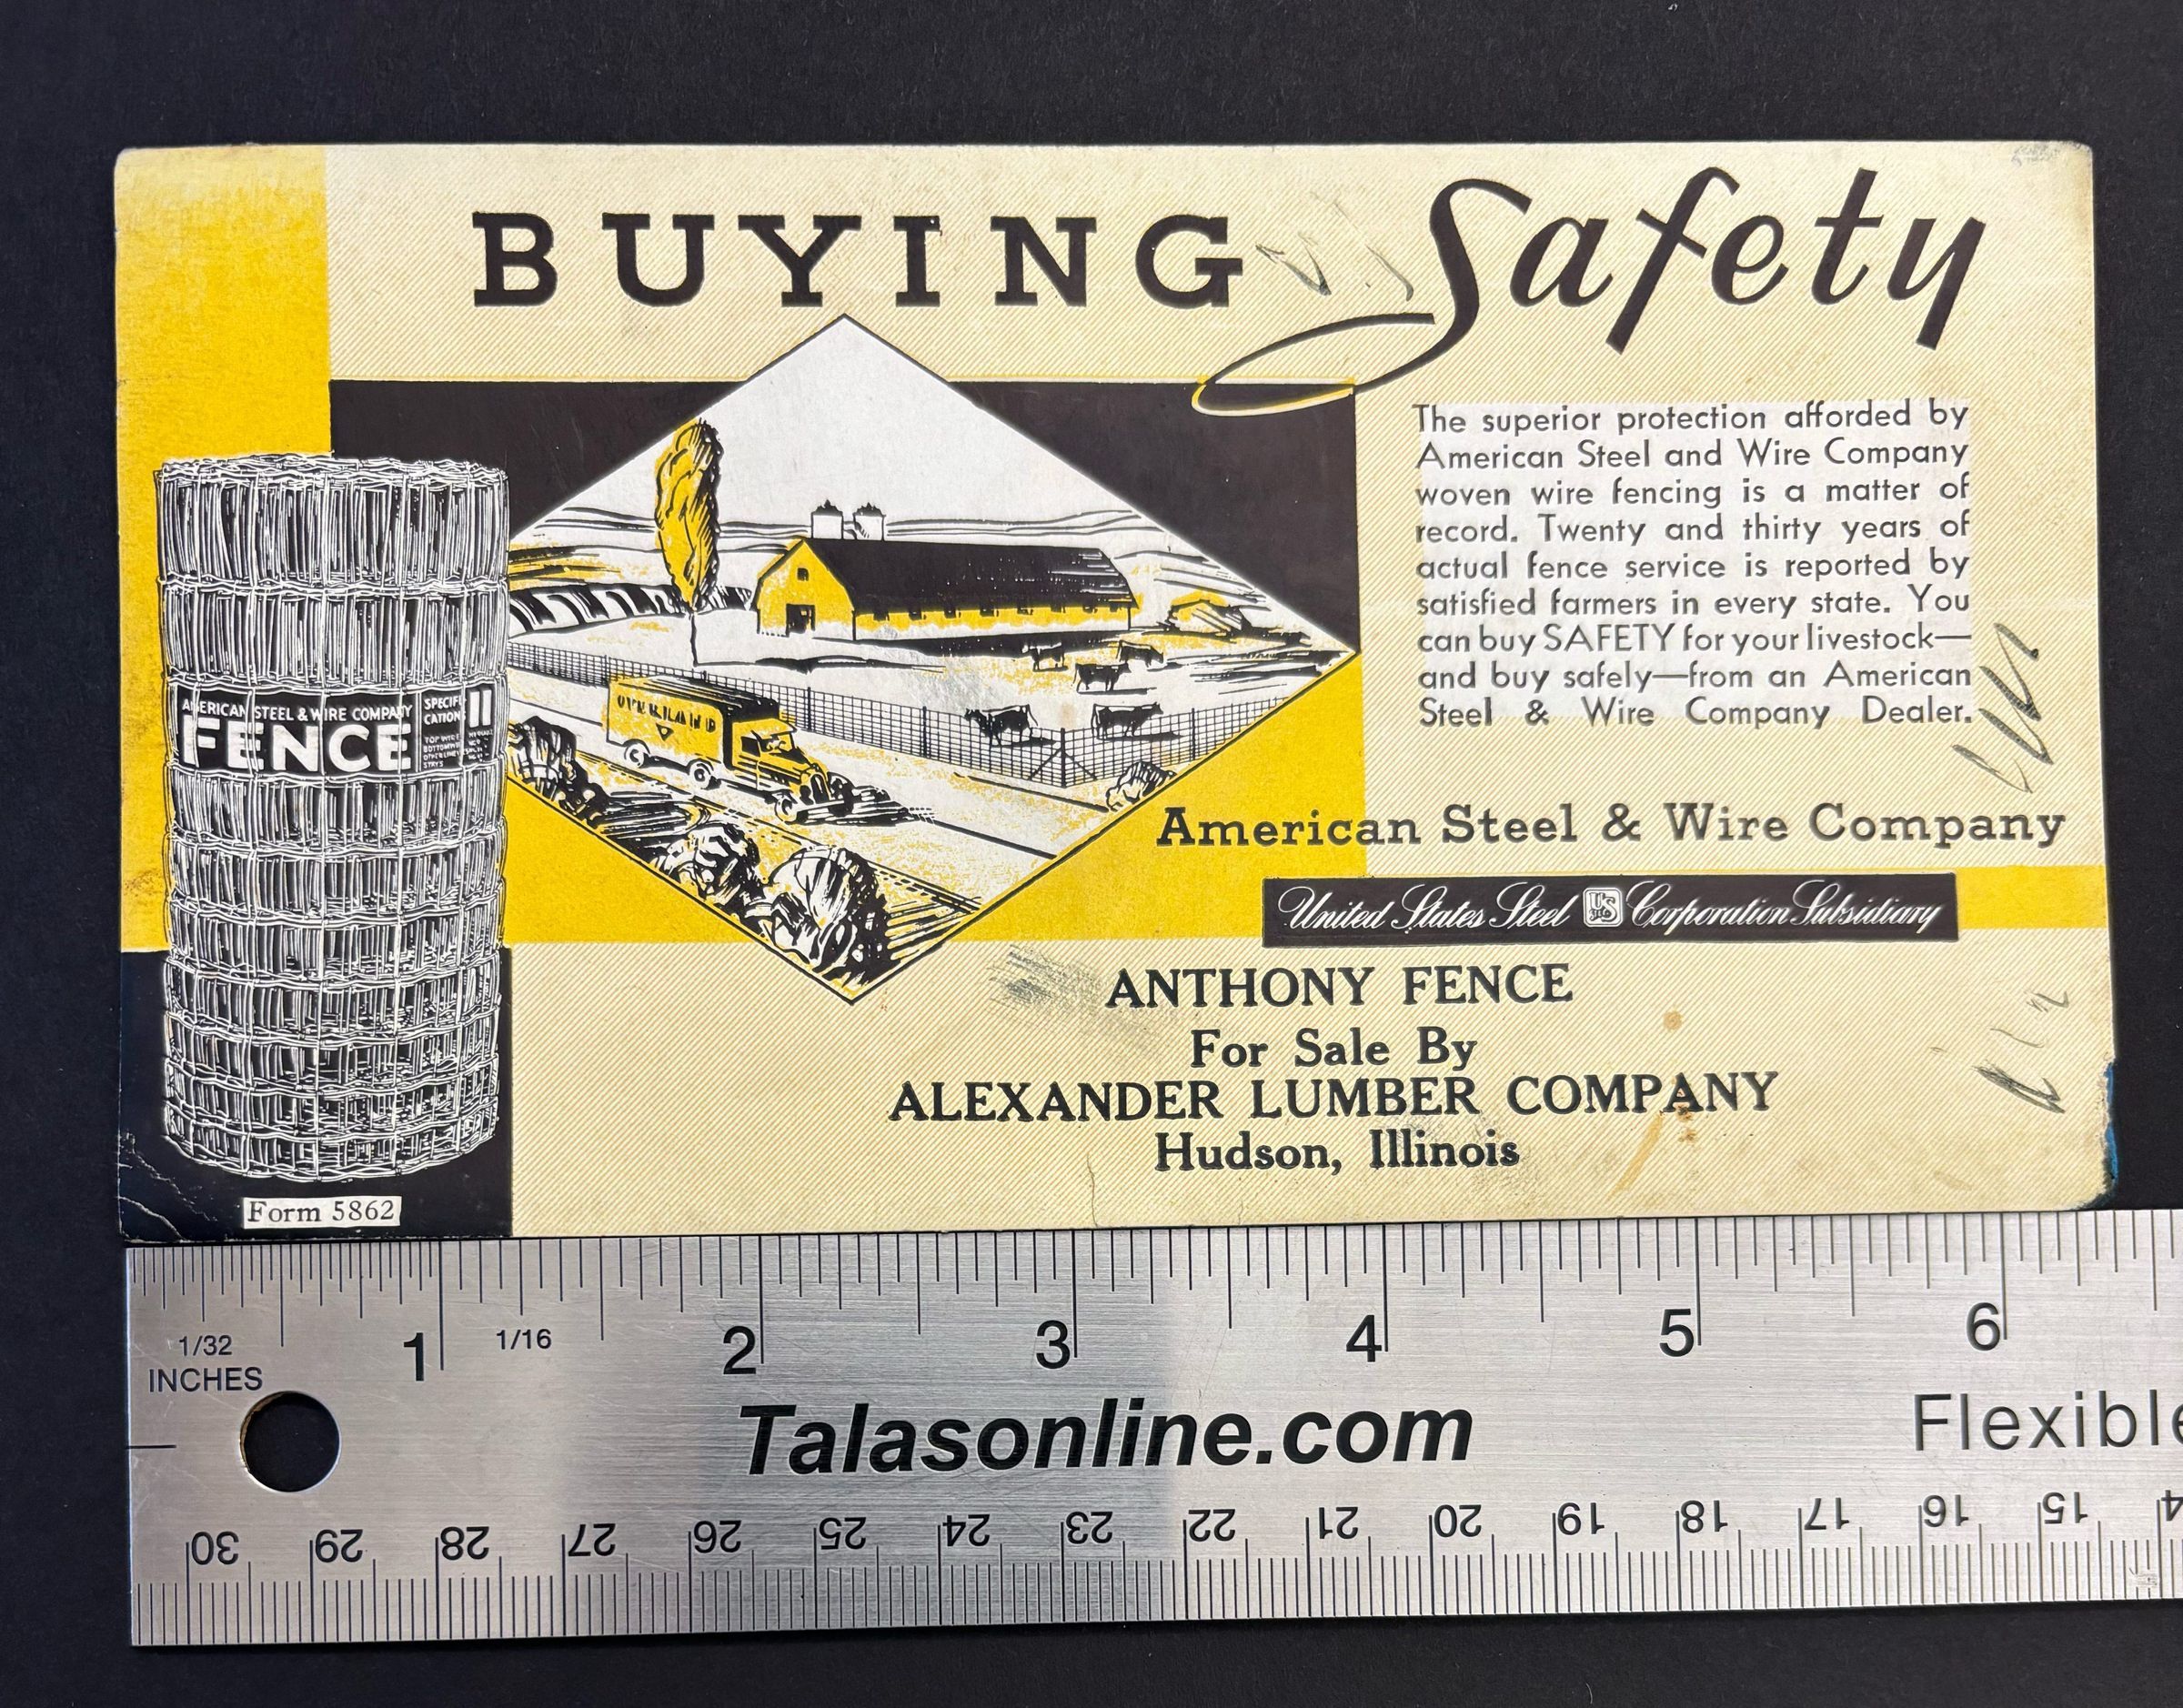 BUYING Safety
The superior protection afforded by
American Steel and Wire Company
woven wire fencing is a matter of
record. Twenty and thirty years of
actual fence service is reported by
satisfied farmers in every state. You
can buy SAFETY for your livestock—
and buy safely—from an American
Steel & Wire Company Dealer.
OVERLAND
AMERICAN STEEL & WIRE COMPANY
FENCE
SPECIFI
CATION 11
American Steel & Wire Company
United States Steel US Corporation Subsidiary
ANTHONY FENCE
For Sale By
ALEXANDER LUMBER COMPANY
Hudson, Illinois
Form 5862
1/32
INCHES
1 1/16 2 3 4 5 6
Talasonline.com
Flexible
30 29 28 27 26 25 24 23 22 21 20 19 18 17 16 15